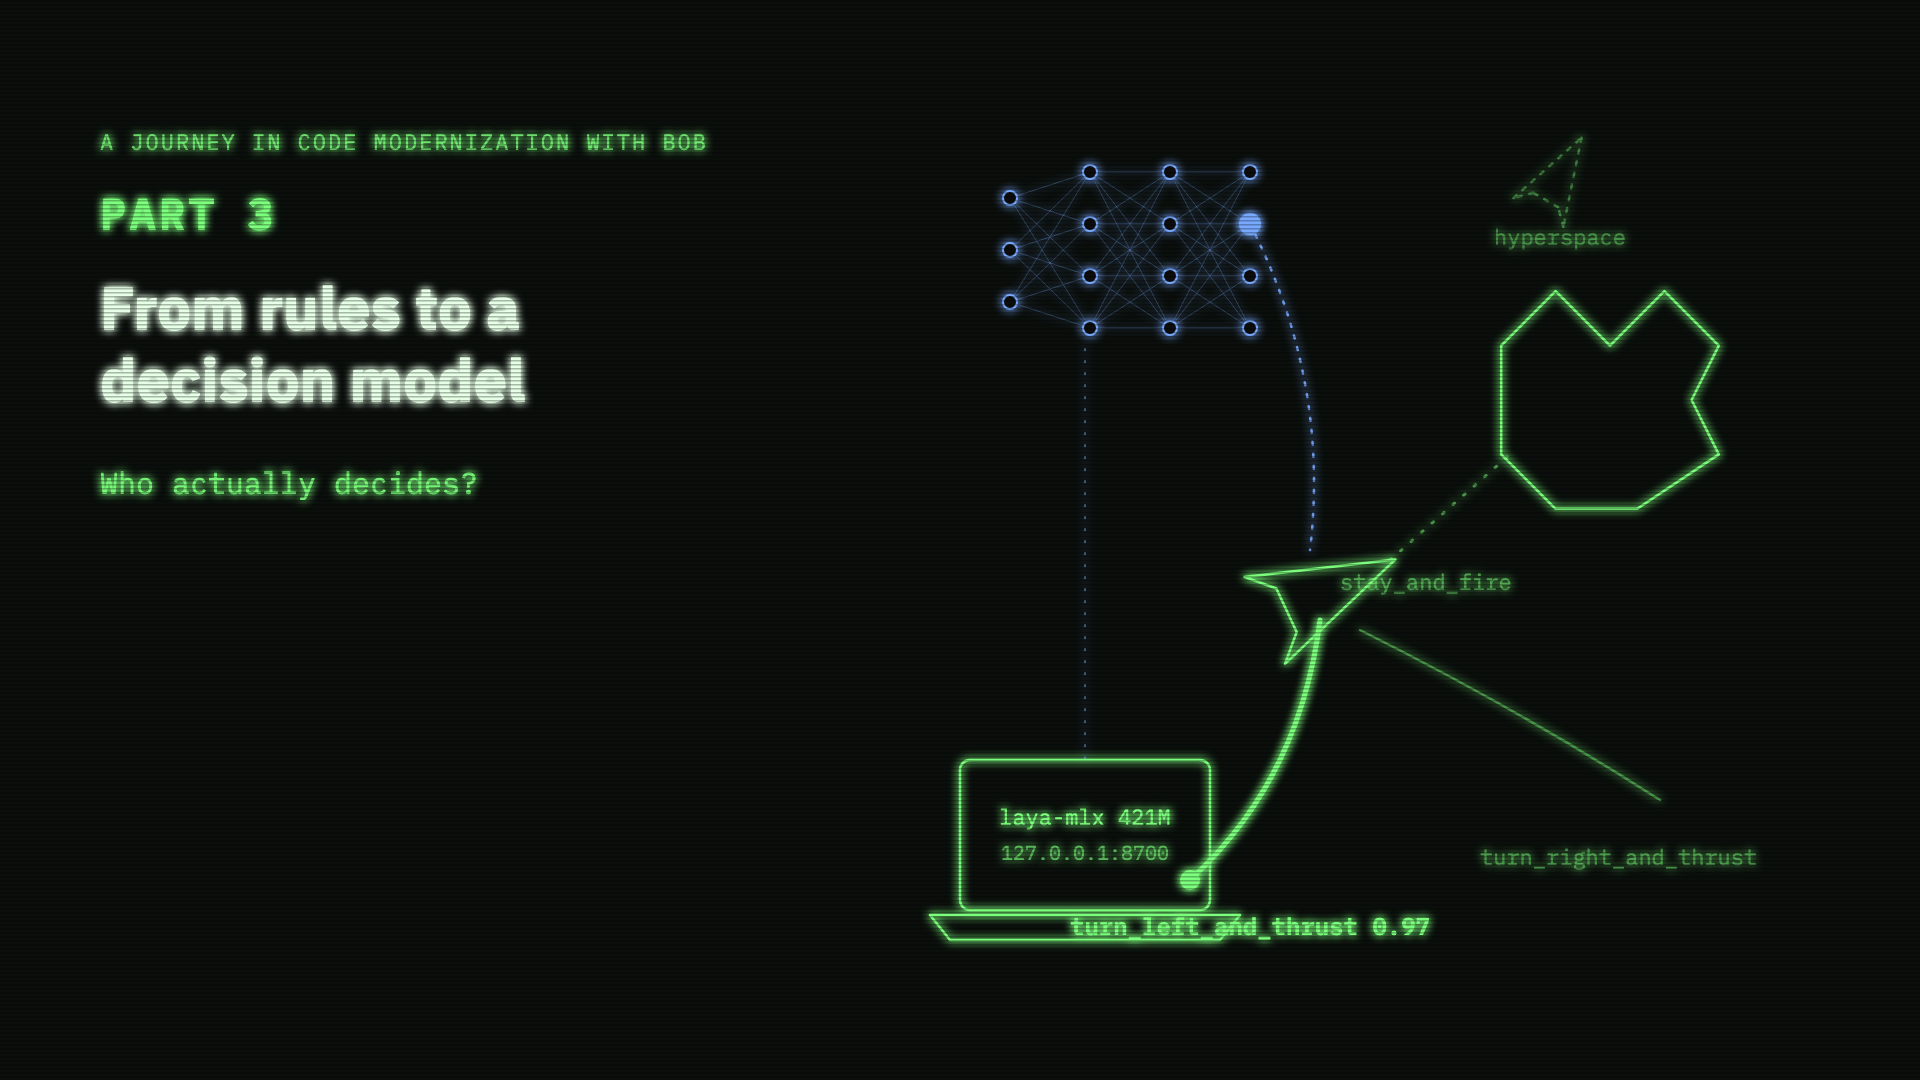 A JOURNEY IN CODE MODERNIZATION WITH BOB
PART 3
From rules to a
decision model
Who actually decides?
hyperspace
stay_and_fire
laya-mlx 421M
127.0.0.1:8700
turn_right_and_thrust
turn_left_and_thrust 0.97